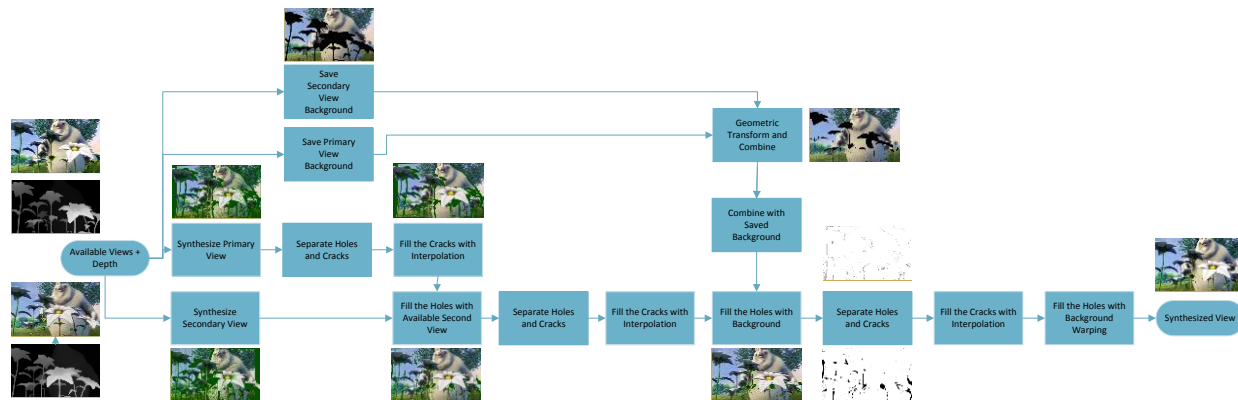 Save
Secondary
View
Background
Save Primary
View
Background
Geometric
Transform and
Combine
Combine with
Saved
Background
Available Views +
Depth
Synthesize Primary
View
Separate Holes
and Cracks
Fill the Cracks with
Interpolation
Synthesize
Secondary View
Fill the Holes with
Available Second
View
Separate Holes
and Cracks
Fill the Cracks with
Interpolation
Fill the Holes with
Background
Separate Holes
and Cracks
Fill the Cracks with
Interpolation
Fill the Holes with
Background
Warping
Synthesized View